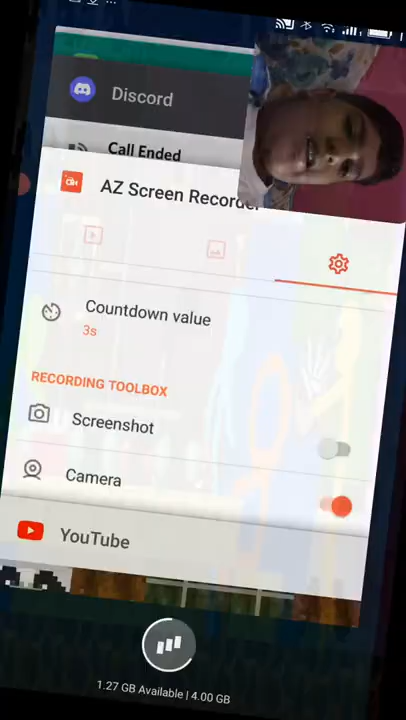 Discord
Call Ended
AZ Screen Recorder
Countdown value
3s
RECORDING TOOLBOX
Screenshot
Camera
YouTube
1.27 GB Available | 4.00 GB